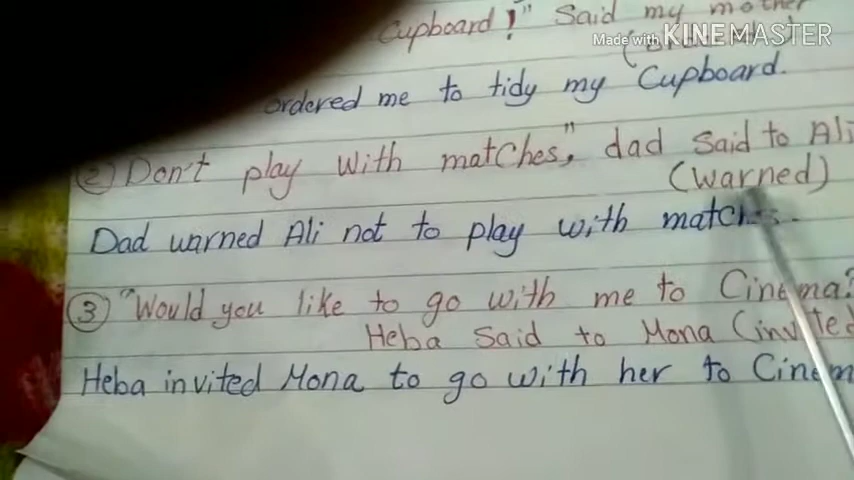 Cupboard!" Said my mother
Made with KINEMASTER
ordered me to tidy my Cupboard.
(2) Don't play with matches," dad said to Ali
(warned)
Dad warned Ali not to play with matches.
(3) "Would you like to go with me to Cinema?
Heba said to Mona (invited
Heba invited Mona to go with her to Cinem